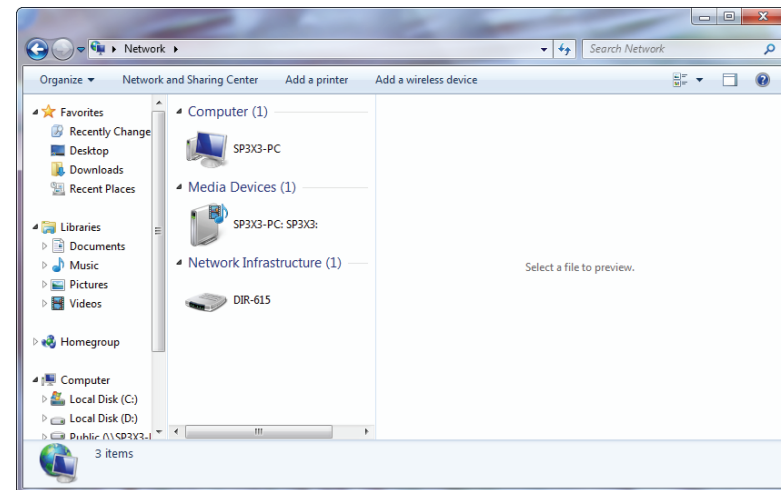 Network
Search Network
Organize Network and Sharing Center Add a printer Add a wireless device
Favorites
Recently Change
Desktop
Downloads
Recent Places
Libraries
Documents
Music
Pictures
Videos
Homegroup
Computer
Local Disk (C:)
Local Disk (D:)
Public (\\SP3X3-
Computer (1)
SP3X3-PC
Media Devices (1)
SP3X3-PC: SP3X3:
Network Infrastructure (1)
DIR-615
Select a file to preview.
3 items